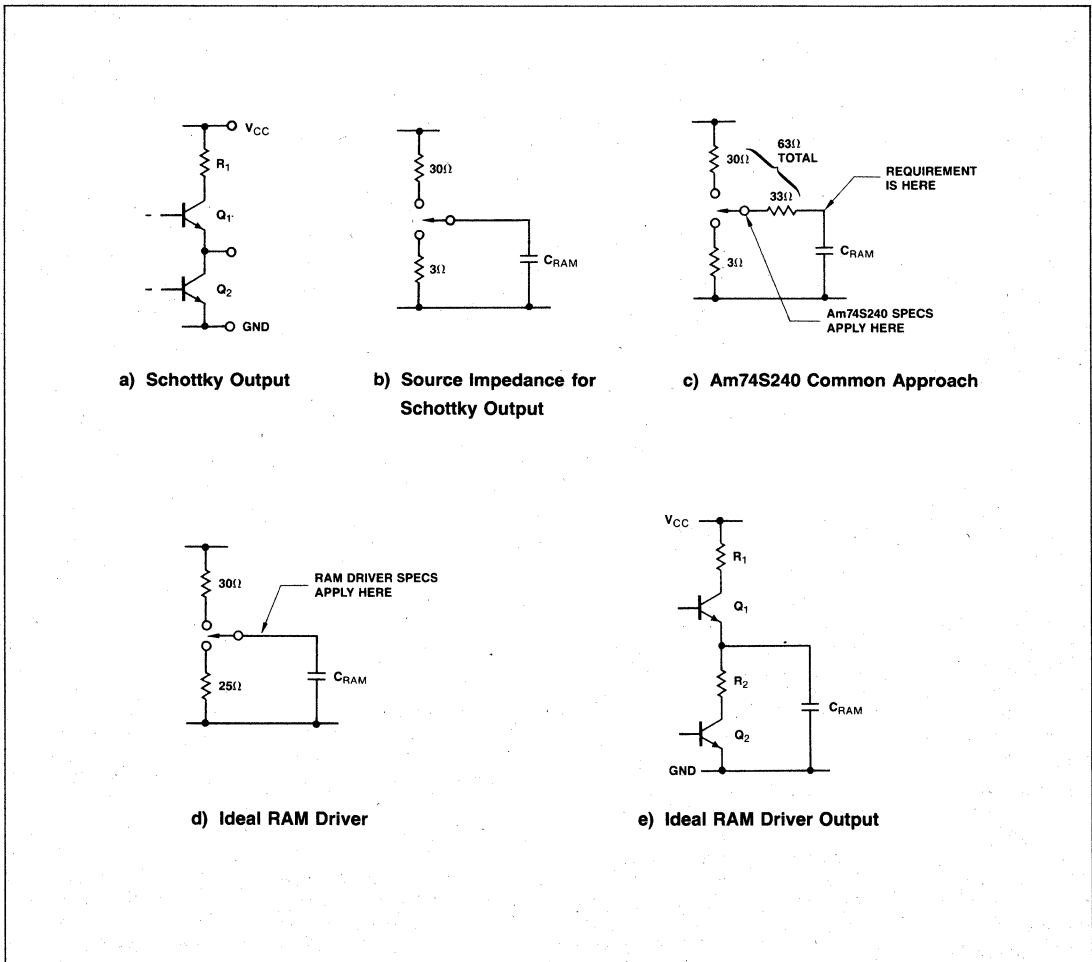 VCC
R1
Q1
Q2
GND
a) Schottky Output
30Ω
3Ω
CRAM
b) Source Impedance for
Schottky Output
30Ω
63Ω
TOTAL
33Ω
3Ω
REQUIREMENT
IS HERE
CRAM
Am74S240 SPECS
APPLY HERE
c) Am74S240 Common Approach
30Ω
RAM DRIVER SPECS
APPLY HERE
25Ω
CRAM
d) Ideal RAM Driver
VCC
R1
Q1
R2
CRAM
Q2
GND
e) Ideal RAM Driver Output